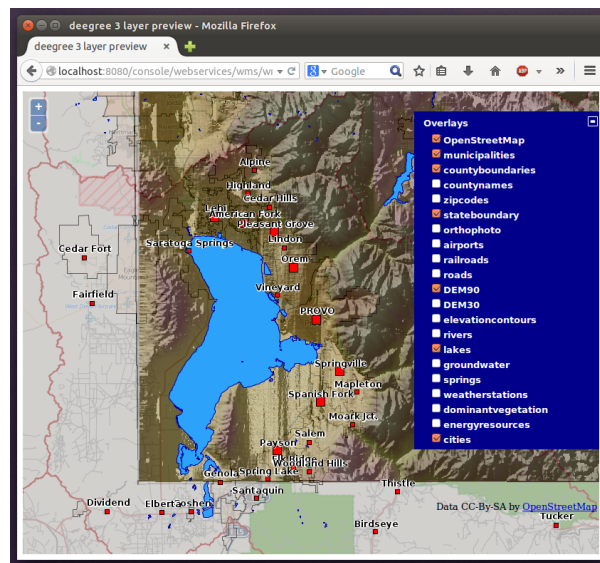 deegree 3 layer preview - Mozilla Firefox
deegree 3 layer preview
localhost:8080/console/webservices/wms/
Google
+
-
Overlays
OpenStreetMap
municipalities
countyboundaries
countynames
zipcodes
stateboundary
orthophoto
airports
railroads
roads
DEM90
DEM30
elevationcontours
rivers
lakes
groundwater
springs
weatherstations
dominantvegetation
energyresources
cities
Alpine
Highland
Cedar Hills
Lehi
American Fork
Pleasant Grove
Cedar Fort
Saratoga Springs
Lindon
Orem
Fairfield
Vineyard
PROVO
Springville
Mapleton
Spanish Fork
Moark Jct.
Salem
Payson
Elk Ridge
Woodland Hills
Genola
Spring Lake
Santaquin
Thistle
Dividend
Elberta
Goshen
Birdseye
Data CC-By-SA by OpenStreetMap
Tucker